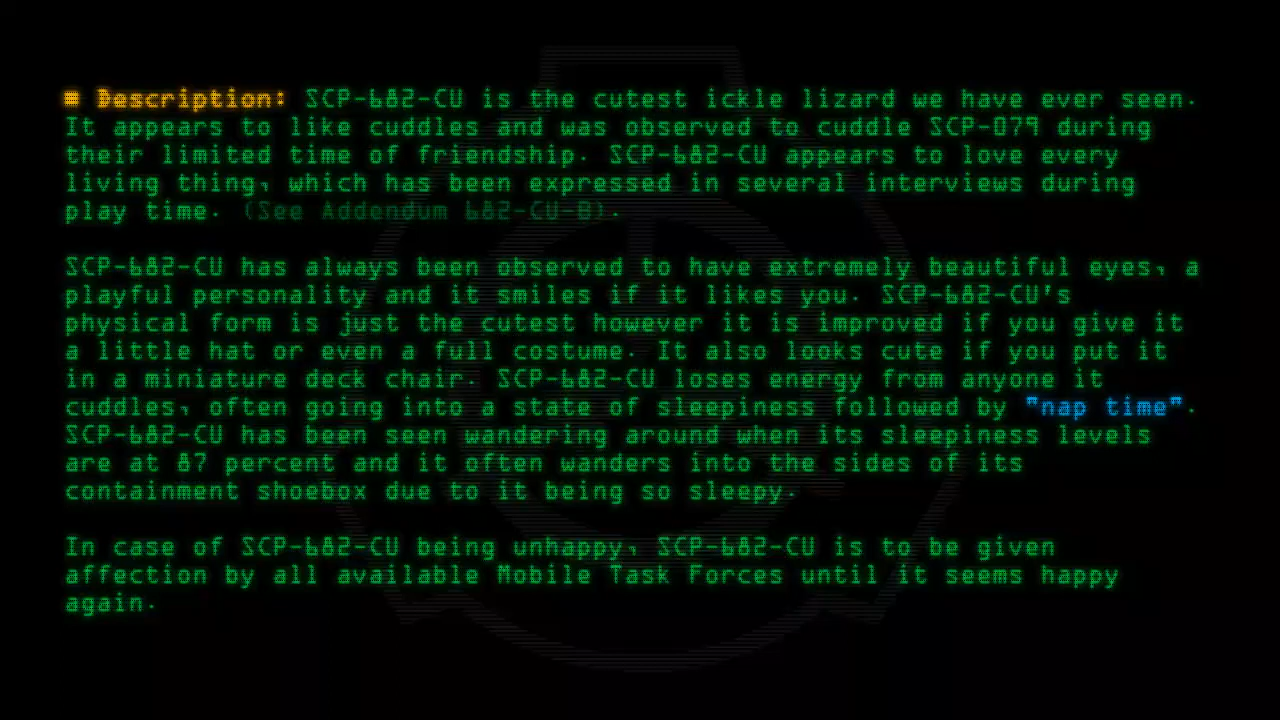 ■ Description: SCP-682-CU is the cutest ickle lizard we have ever seen.
It appears to like cuddles and was observed to cuddle SCP-079 during
their limited time of friendship. SCP-682-CU appears to love every
living thing, which has been expressed in several interviews during
play time. (See Addendum 682-CU-B).
SCP-682-CU has always been observed to have extremely beautiful eyes, a
playful personality and it smiles if it likes you. SCP-682-CU's
physical form is just the cutest however it is improved if you give it
a little hat or even a full costume. It also looks cute if you put it
in a miniature deck chair. SCP-682-CU loses energy from anyone it
cuddles, often going into a state of sleepiness followed by "nap time".
SCP-682-CU has been seen wandering around when its sleepiness levels
are at 87 percent and it often wanders into the sides of its
containment shoebox due to it being so sleepy.
In case of SCP-682-CU being unhappy, SCP-682-CU is to be given
affection by all available Mobile Task Forces until it seems happy
again.